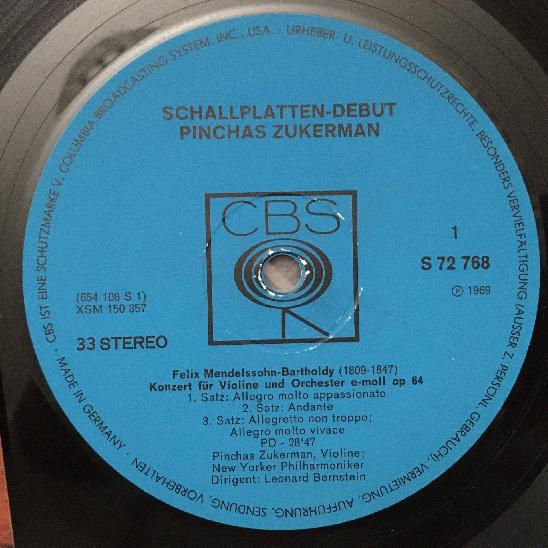 CBS IST EINE SCHUTZMARKE V. COLUMBIA BROADCASTING SYSTEM, INC., USA. · URHEBER- U. LEISTUNGSSCHUTZRECHTE, BESONDERS VERVIELFÄLTIGUNG (AUSSER Z. PERSÖNL. GEBRAUCH), VERMIETUNG, AUFFÜHRUNG, SENDUNG, VORBEHALTEN · MADE IN GERMANY ·
SCHALLPLATTEN-DEBUT
PINCHAS ZUKERMAN
CBS
1
S 72 768
℗ 1969
(654 108 S 1)
XSM 150 357
33 STEREO
Felix Mendelssohn-Bartholdy (1809-1847)
Konzert für Violine und Orchester e-moll op 64
1. Satz: Allegro molto appassionato
2. Satz: Andante
3. Satz: Allegretto non troppo;
Allegro molto vivace
PD - 28'47
Pinchas Zukerman, Violine;
New Yorker Philharmoniker
Dirigent: Leonard Bernstein